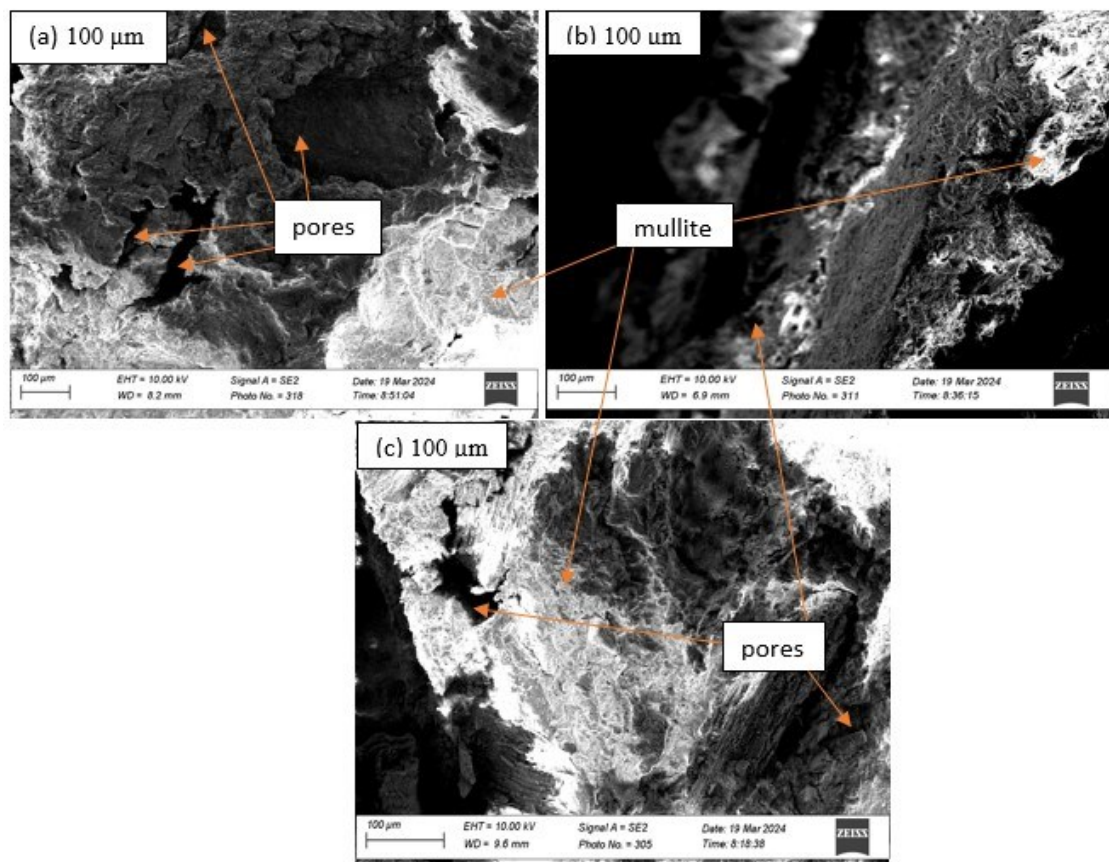 (a) 100 µm
(b) 100 µm
pores
mullite
100 µm
EHT = 10.00 kV
Signal A = SE2
Date: 19 Mar 2024
WD = 8.2 mm
Photo No. = 318
Time: 8:51:04
ZEISS
100 µm
EHT = 10.00 kV
Signal A = SE2
Date: 19 Mar 2024
WD = 6.9 mm
Photo No. = 311
Time: 8:36:15
ZEISS
(c) 100 µm
pores
100 µm
EHT = 10.00 kV
Signal A = SE2
Date: 19 Mar 2024
WD = 9.6 mm
Photo No. = 305
Time: 8:18:38
ZEISS